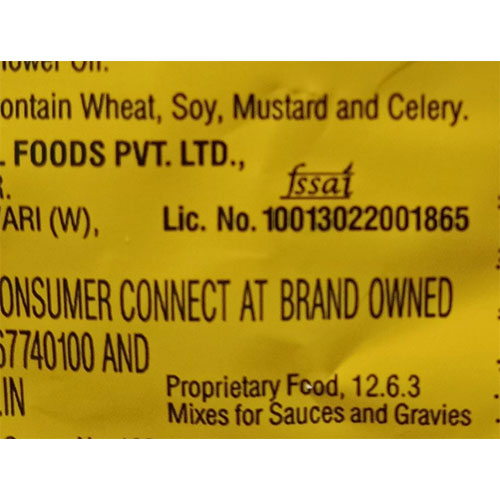 ontain Wheat, Soy, Mustard and Celery.
FOODS PVT. LTD.,
fssai
ARI (W), Lic. No. 10013022001865
ONSUMER CONNECT AT BRAND OWNED
67740100 AND
LIN
Proprietary Food, 12.6.3
Mixes for Sauces and Gravies